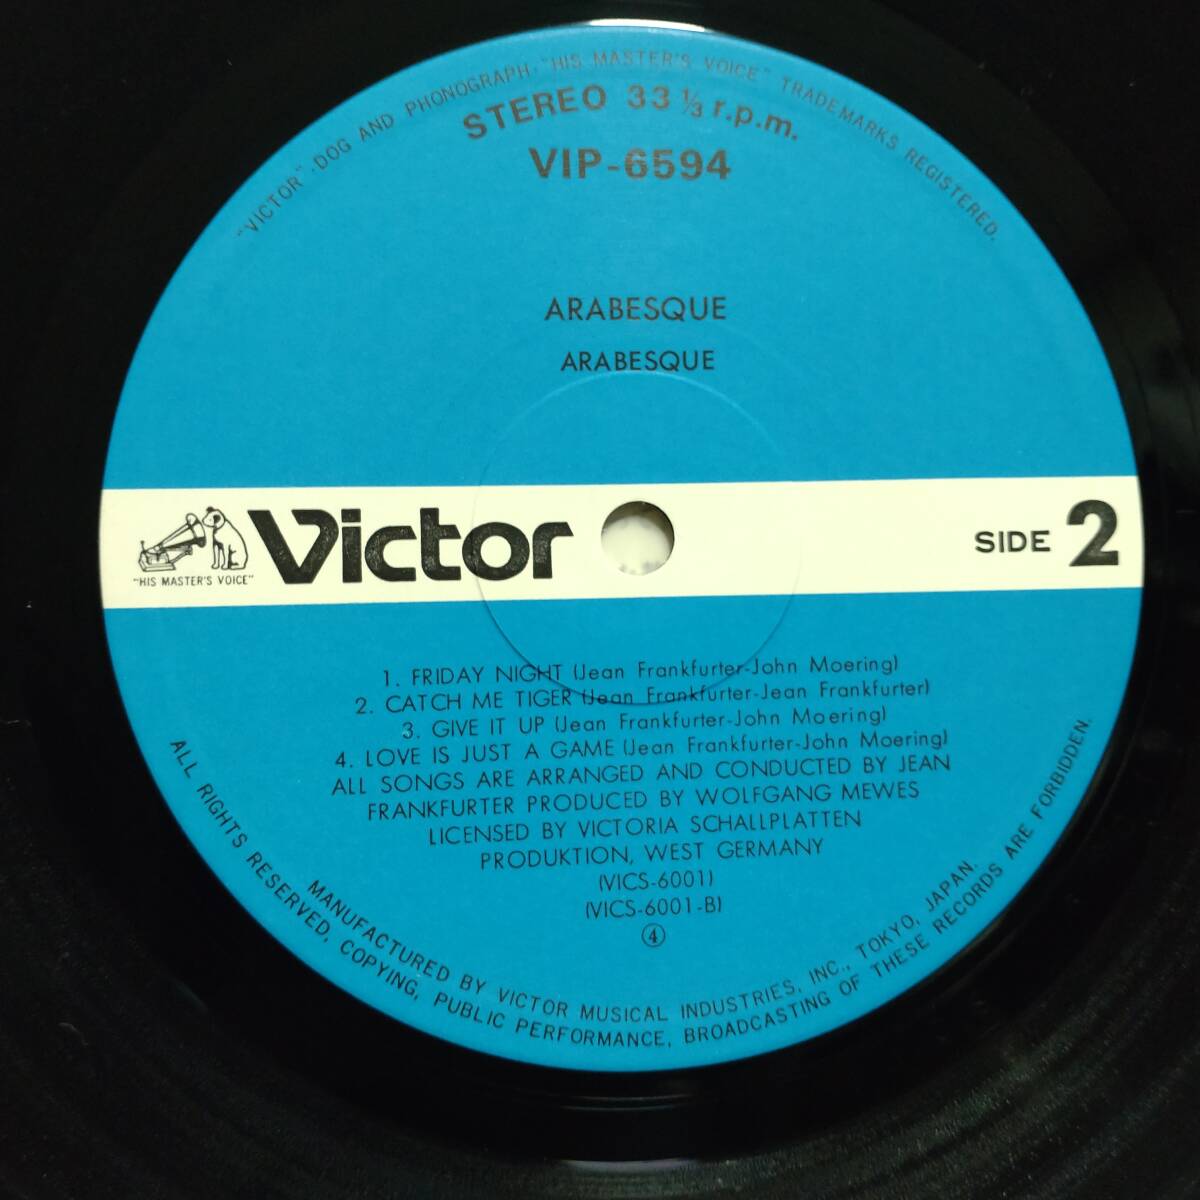 "VICTOR"·DOG AND PHONOGRAPH·"HIS MASTER'S VOICE" TRADEMARKS REGISTERED.
STEREO 33 ⅓ r.p.m.
VIP-6594
ARABESQUE
ARABESQUE
"HIS MASTER'S VOICE"
Victor
SIDE 2
1. FRIDAY NIGHT (Jean Frankfurter-John Moering)
2. CATCH ME TIGER (Jean Frankfurter-Jean Frankfurter)
3. GIVE IT UP (Jean Frankfurter-John Moering)
4. LOVE IS JUST A GAME (Jean Frankfurter-John Moering)
ALL SONGS ARE ARRANGED AND CONDUCTED BY JEAN
FRANKFURTER PRODUCED BY WOLFGANG MEWES
LICENSED BY VICTORIA SCHALLPLATTEN
PRODUKTION, WEST GERMANY
(VICS-6001)
(VICS-6001-B)
④
MANUFACTURED BY VICTOR MUSICAL INDUSTRIES, INC., TOKYO, JAPAN.
ALL RIGHTS RESERVED, COPYING, PUBLIC PERFORMANCE, BROADCASTING OF THESE RECORDS ARE FORBIDDEN.